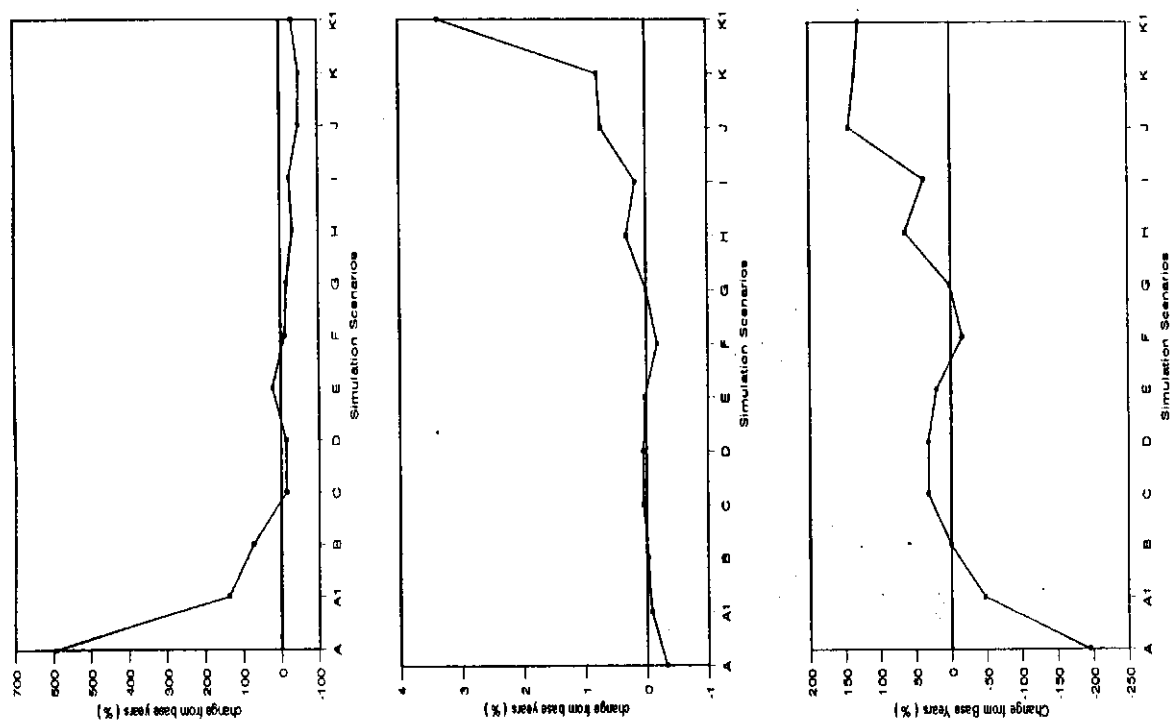 change from base years ( % )
700
600
500
400
300
200
100
0
-100
A A1 B C D E F G H I J K K1
Simulation Scenarios
change from base years ( % )
4
3
2
1
0
-1
A A1 B C D E F G H I J K K1
Simulation Scenarios
Change from Base Years ( % )
200
150
100
50
0
-50
-100
-150
-200
-250
A A1 B C D E F G H I J K K1
Simulation Scenarios